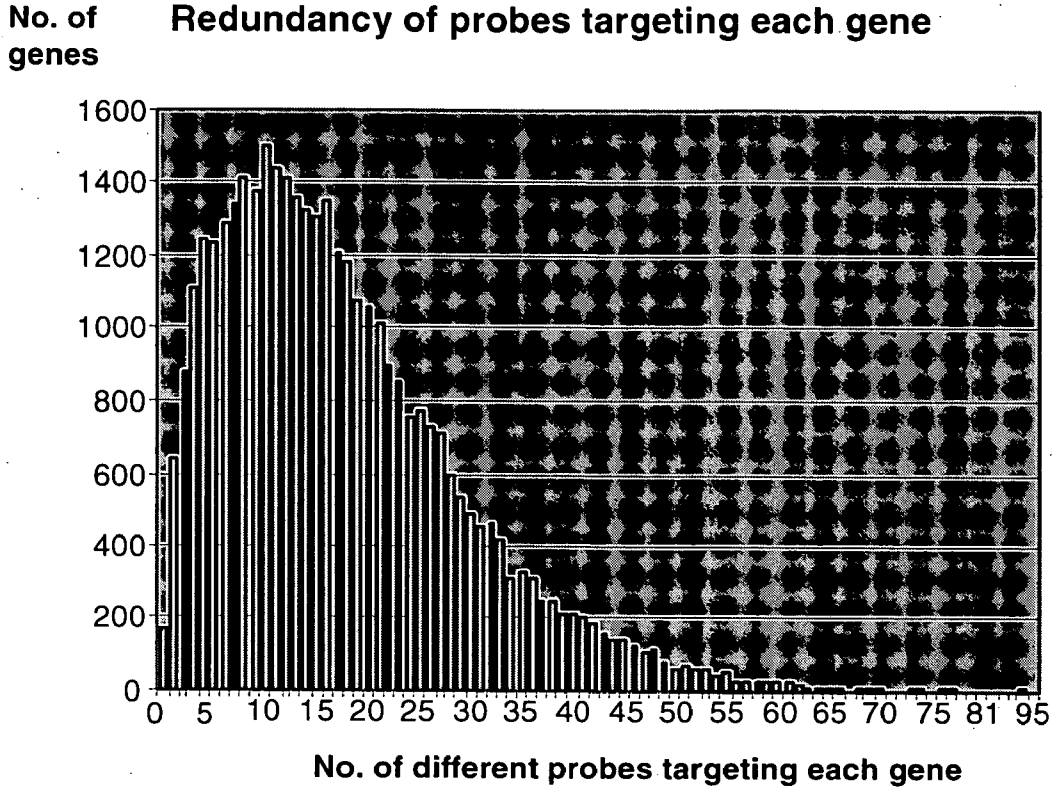 No. of
genes
Redundancy of probes targeting each gene
1600
1400
1200
1000
800
600
400
200
0
0 5 10 15 20 25 30 35 40 45 55 60 65 70 75 81 95
No. of different probes targeting each gene